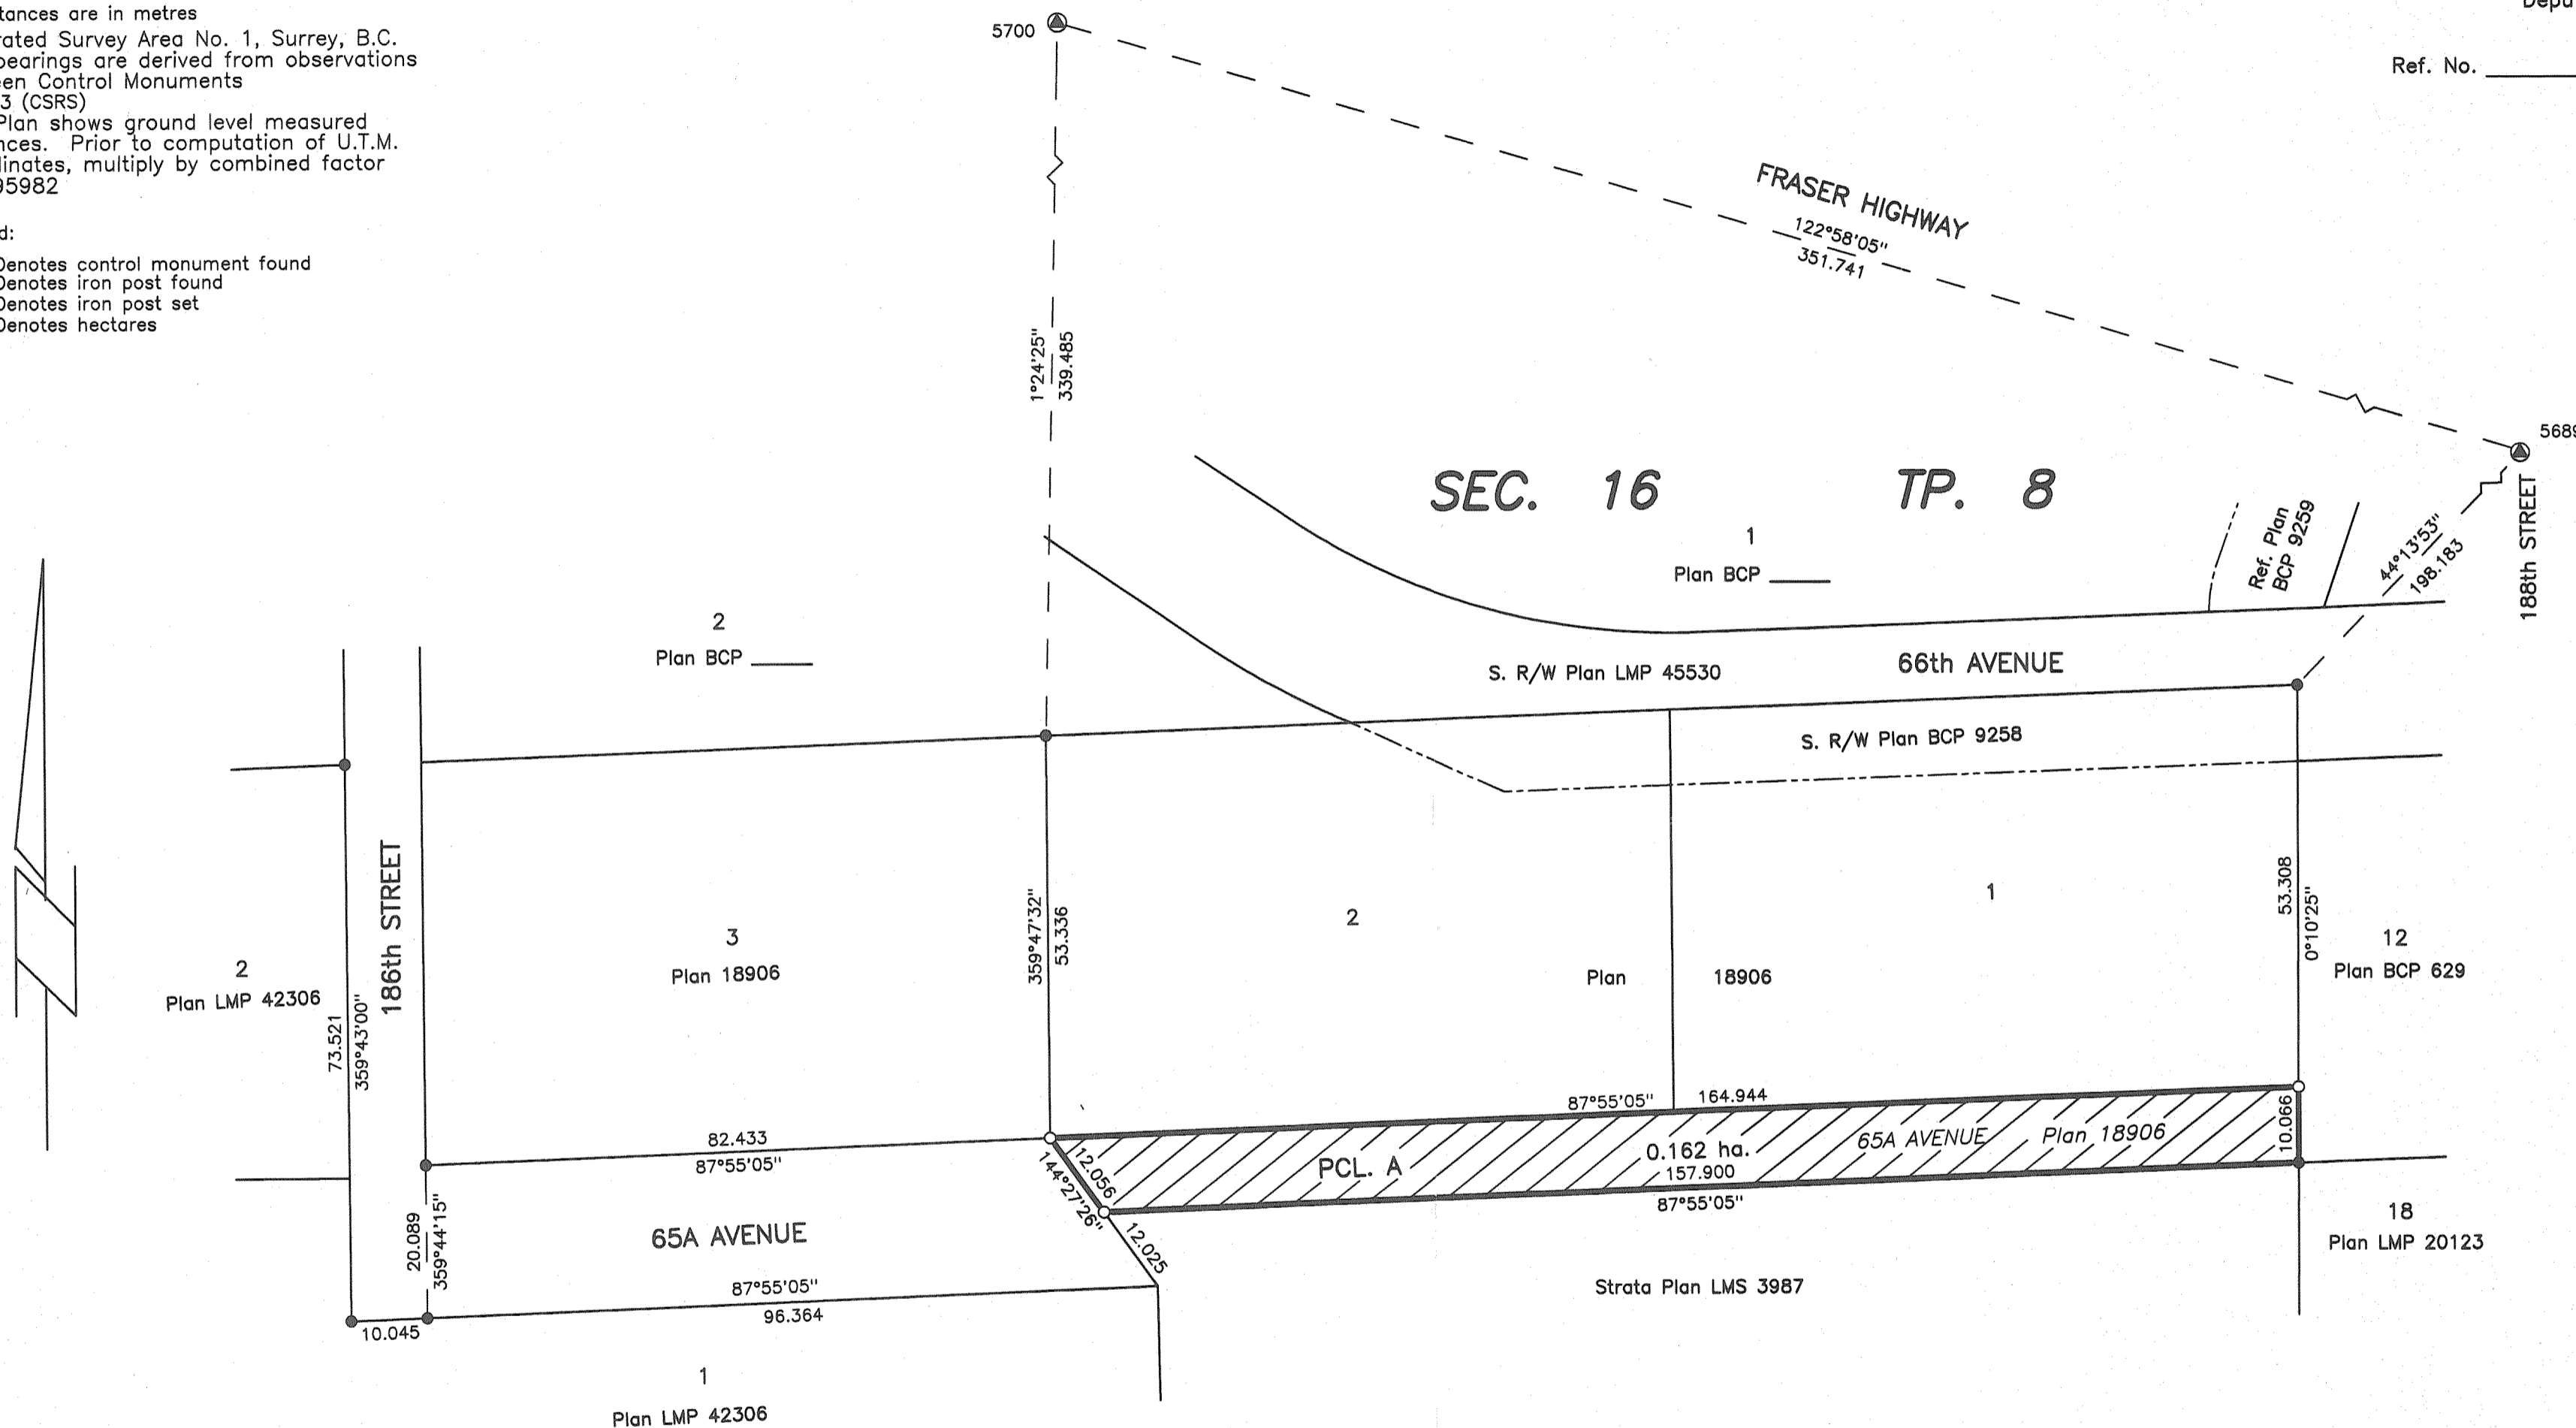 tances are in metres
rated Survey Area No. 1, Surrey, B.C.
bearings are derived from observations
een Control Monuments
3 (CSRS)
Plan shows ground level measured
nces. Prior to computation of U.T.M.
linates, multiply by combined factor
95982
d:
Denotes control monument found
Denotes iron post found
Denotes iron post set
Denotes hectares
Depu
Ref. No.
5700
FRASER HIGHWAY
122°58'05"
351.741
5689
1°24'25"
339.485
SEC. 16 TP. 8
1
Plan BCP
Ref. Plan
BCP 9259
44°13'53"
198.183
188th STREET
2
Plan BCP
S. R/W Plan LMP 45530
66th AVENUE
S. R/W Plan BCP 9258
186th STREET
2
Plan LMP 42306
73.521
359°43'00"
3
Plan 18906
359°47'32"
53.336
2
1
Plan 18906
53.308
0°10'25"
12
Plan BCP 629
82.433
87°55'05"
87°55'05" 164.944
12.056
144°27'26"
PCL. A
0.162 ha.
157.900
87°55'05"
65A AVENUE Plan 18906
10.066
20.089
359°44'15"
65A AVENUE
12.025
87°55'05"
96.364
10.045
18
Plan LMP 20123
Strata Plan LMS 3987
1
Plan LMP 42306